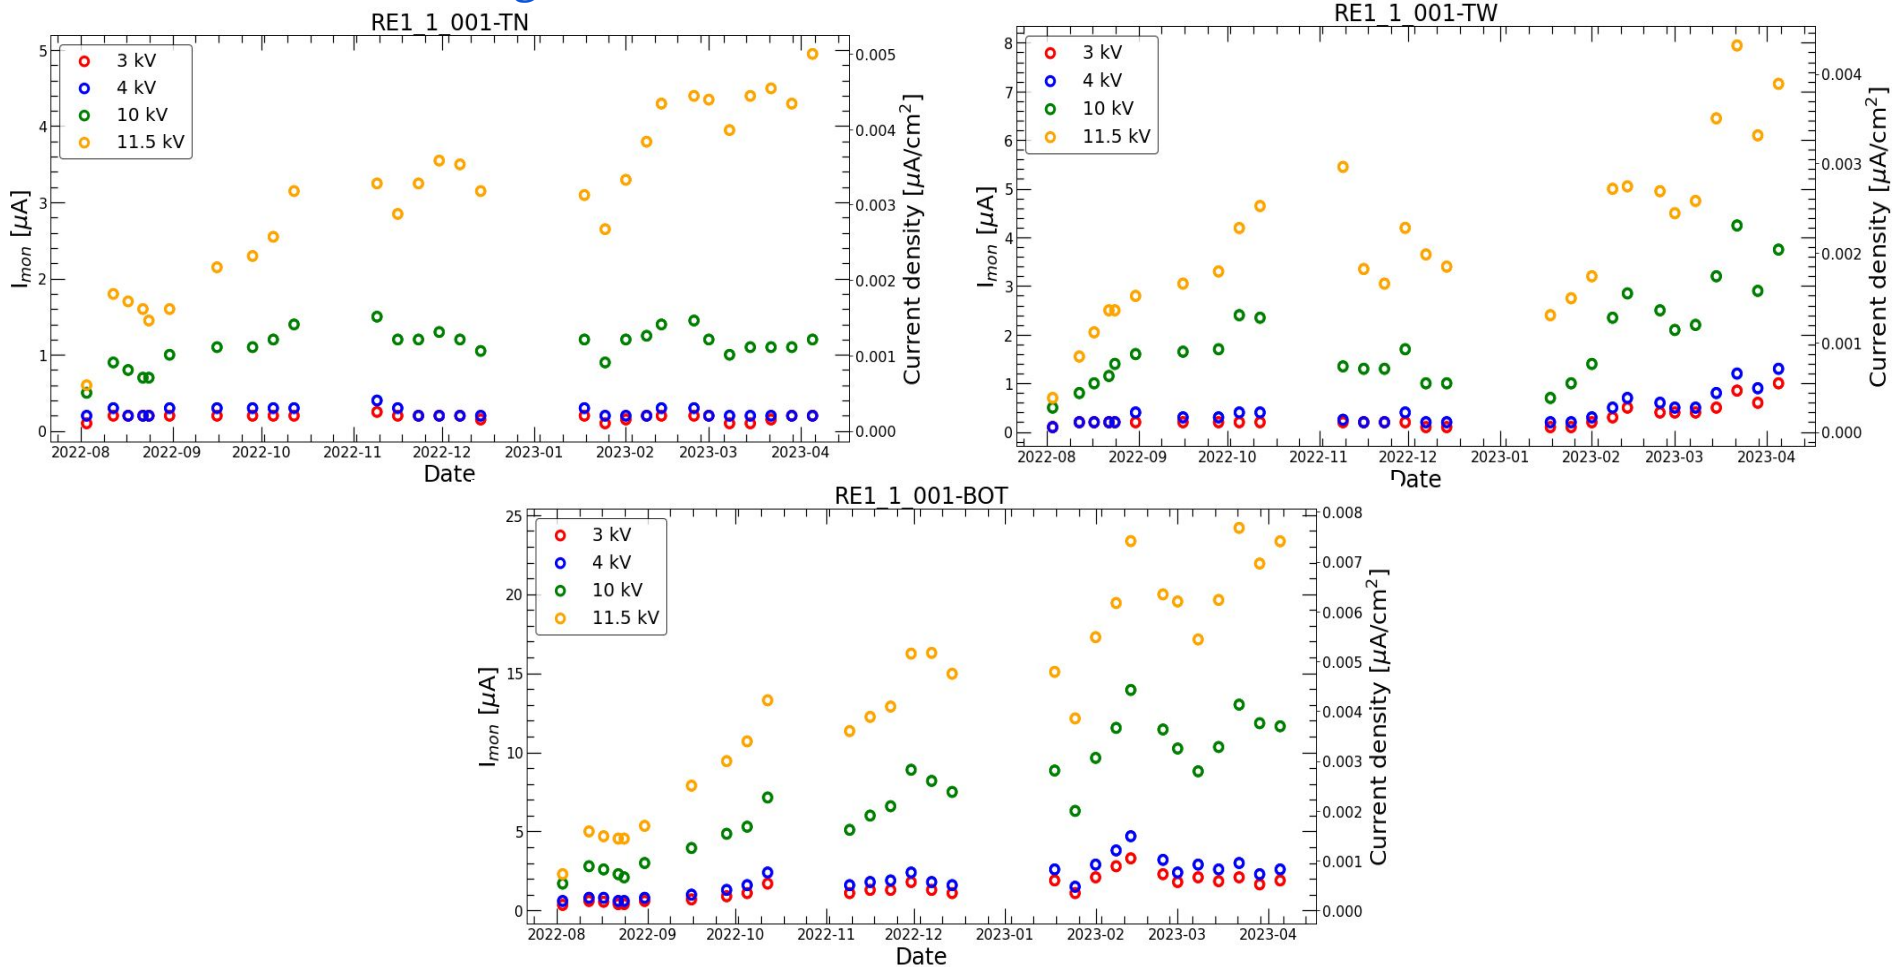 RE1_1_001-TN
5
4
3
2
1
0
3 kV
4 kV
10 kV
11.5 kV
0.005
0.004
0.003
0.002
0.001
0.000
I_mon [μA]
Current density [μA/cm²]
2022-08 2022-09 2022-10 2022-11 2022-12 2023-01 2023-02 2023-03 2023-04
Date
RE1_1_001-TW
8
7
6
5
4
3
2
1
0
3 kV
4 kV
10 kV
11.5 kV
0.004
0.003
0.002
0.001
0.000
I_mon [μA]
Current density [μA/cm²]
2022-08 2022-09 2022-10 2022-11 2022-12 2023-01 2023-02 2023-03 2023-04
Date
RE1_1_001-BOT
25
20
15
10
5
0
3 kV
4 kV
10 kV
11.5 kV
0.008
0.007
0.006
0.005
0.004
0.003
0.002
0.001
0.000
I_mon [μA]
Current density [μA/cm²]
2022-08 2022-09 2022-10 2022-11 2022-12 2023-01 2023-02 2023-03 2023-04
Date